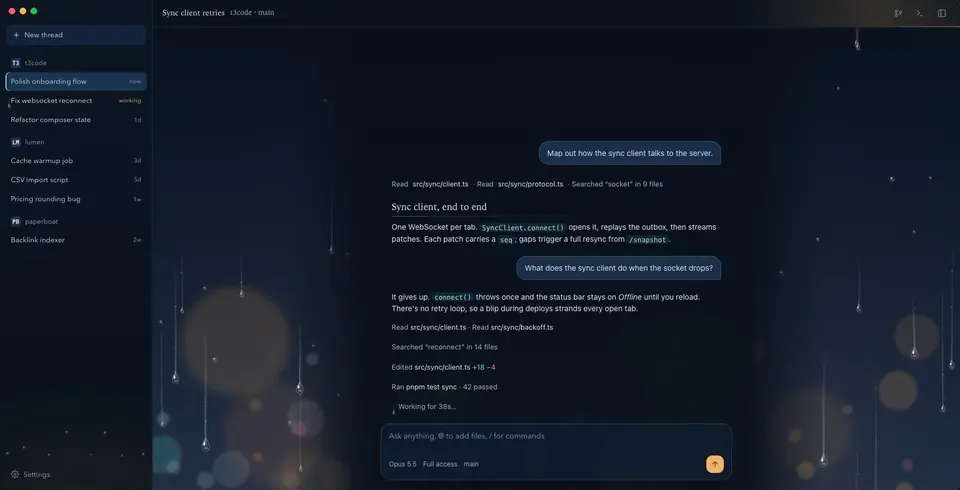 Sync client retries t3code · main
+ New thread
T3 t3code
Polish onboarding flow now
Fix websocket reconnect working
Refactor composer state 1d
LM lumen
Cache warmup job 3d
CSV import script 5d
Pricing rounding bug 1w
PB paperboat
Backlink indexer 2w
Settings
Map out how the sync client talks to the server.
Read src/sync/client.ts · Read src/sync/protocol.ts · Searched "socket" in 9 files
Sync client, end to end
One WebSocket per tab. SyncClient.connect() opens it, replays the outbox, then streams
patches. Each patch carries a seq; gaps trigger a full resync from /snapshot.
What does the sync client do when the socket drops?
It gives up. connect() throws once and the status bar stays on Offline until you reload.
There's no retry loop, so a blip during deploys strands every open tab.
Read src/sync/client.ts · Read src/sync/backoff.ts
Searched "reconnect" in 14 files
Edited src/sync/client.ts +18 −4
Ran pnpm test sync · 42 passed
Working for 38s...
Ask anything, @ to add files, / for commands
Opus 5.5 Full access main